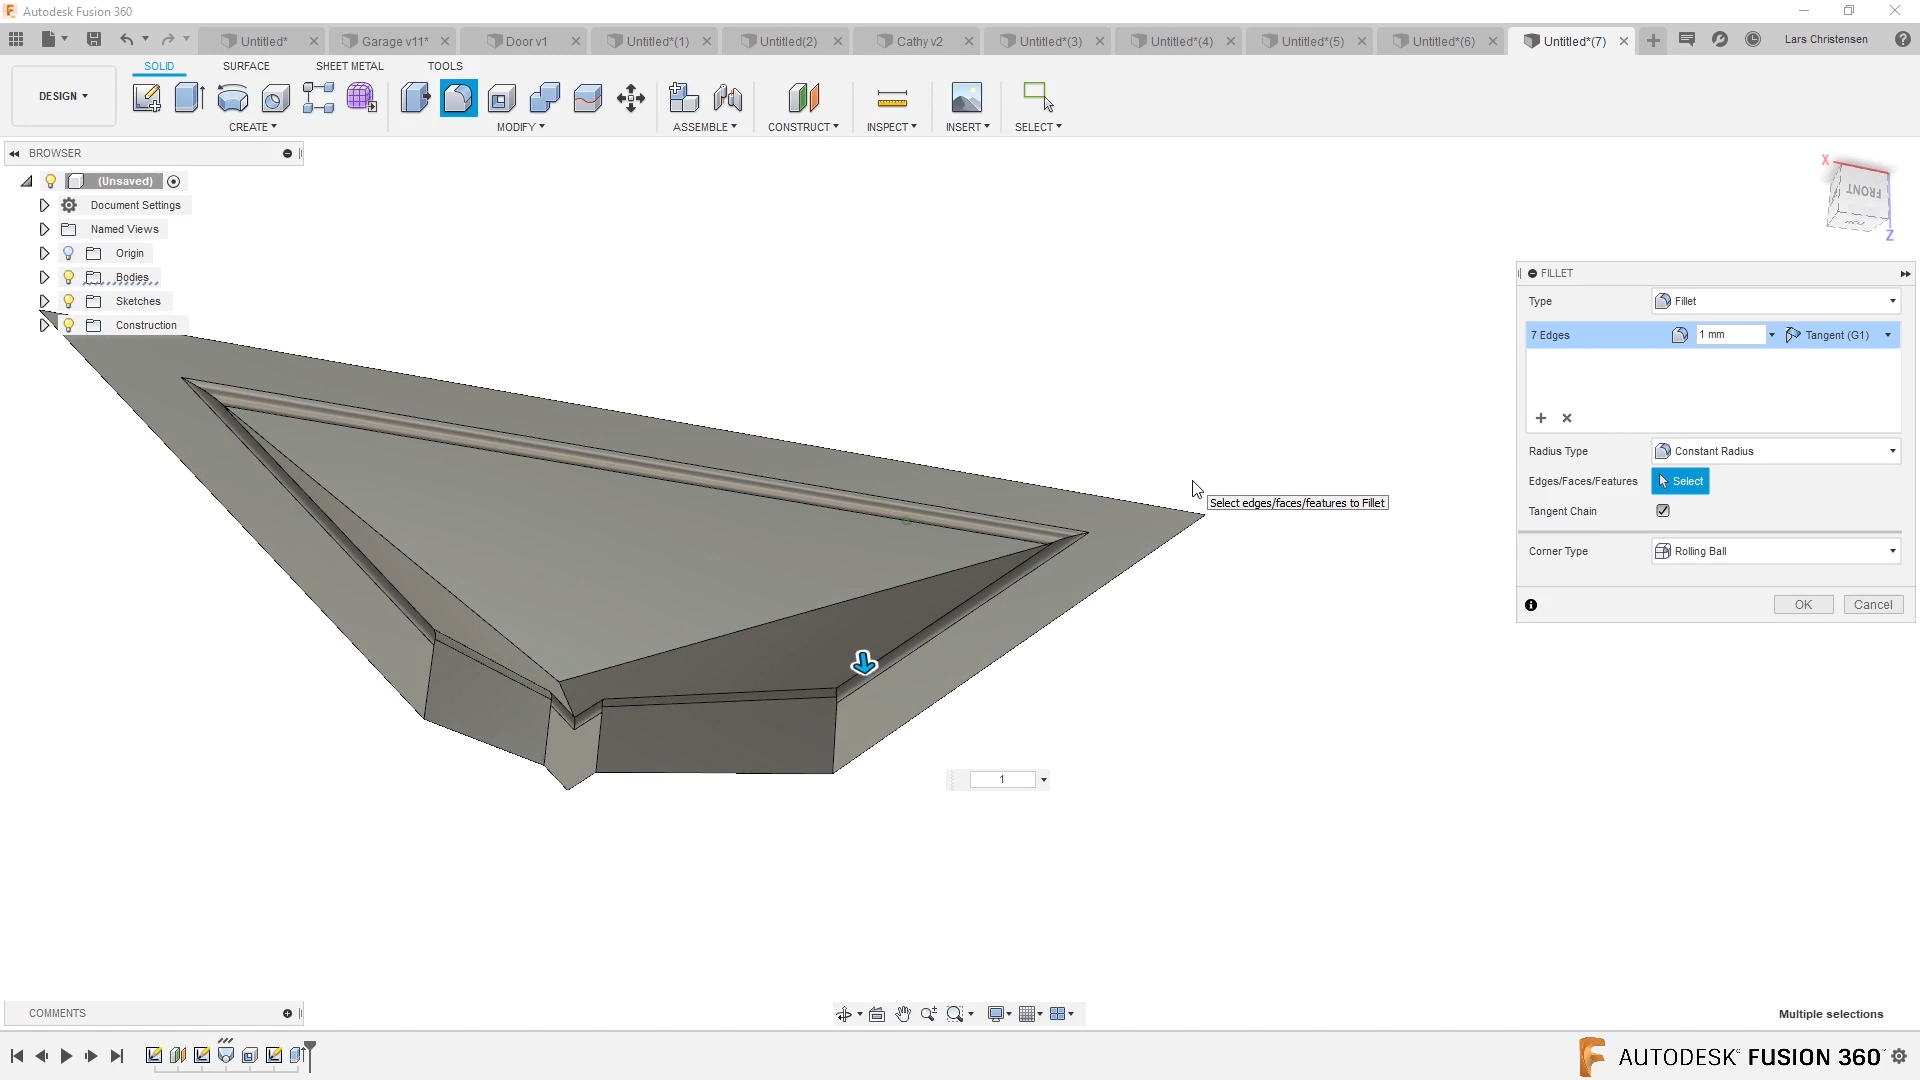 Autodesk Fusion 360
Untitled*
Garage v11*
Door v1
Untitled*(1)
Untitled(2)
Cathy v2
Untitled*(3)
Untitled*(4)
Untitled*(5)
Untitled*(6)
Untitled*(7)
Lars Christensen
SOLID
SURFACE
SHEET METAL
TOOLS
DESIGN
CREATE
MODIFY
ASSEMBLE
CONSTRUCT
INSPECT
INSERT
SELECT
BROWSER
(Unsaved)
Document Settings
Named Views
Origin
Bodies
Sketches
Construction
X
FRONT
Z
FILLET
Type
Fillet
7 Edges
1 mm
Tangent (G1)
Radius Type
Constant Radius
Edges/Faces/Features
Select
Tangent Chain
Corner Type
Rolling Ball
OK
Cancel
Select edges/faces/features to Fillet
1
COMMENTS
Multiple selections
AUTODESK FUSION 360